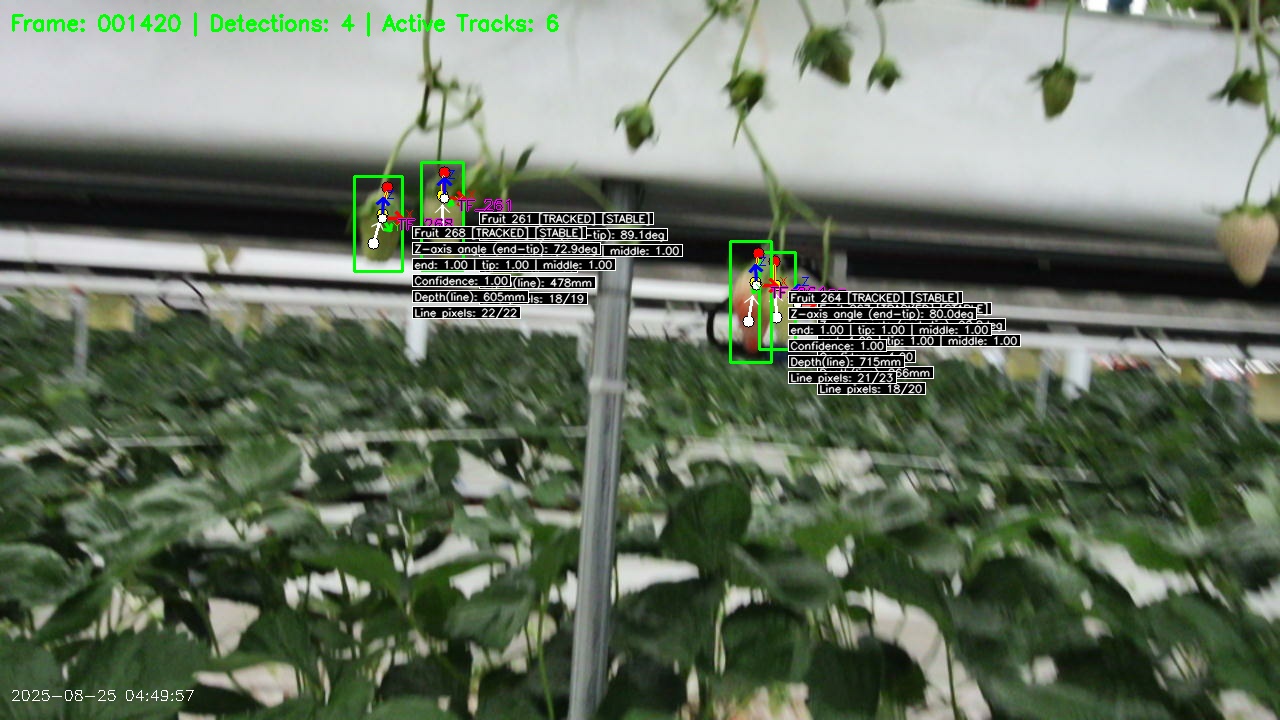 Frame: 001420 | Detections: 4 | Active Tracks: 6
TF_261
Fruit 261 [TRACKED] [STABLE]
Fruit 268 [TRACKED] [STABLE]
-tip): 89.1deg
Z-axis angle (end-tip): 72.9deg
middle: 1.00
end: 1.00 | tip: 1.00 | middle: 1.00
Confidence: 1.00
(line): 478mm
Depth(line): 605mm
ls: 18/19
Line pixels: 22/22
Fruit 264 [TRACKED] [STABLE]
Z-axis angle (end-tip): 80.0deg
end: 1.00 | tip: 1.00 | middle: 1.00
: 1.00 | middle: 1.00
Confidence: 1.00
Depth(line): 715mm
66mm
Line pixels: 21/23
Line pixels: 18/20
2025-08-25 04:49:57